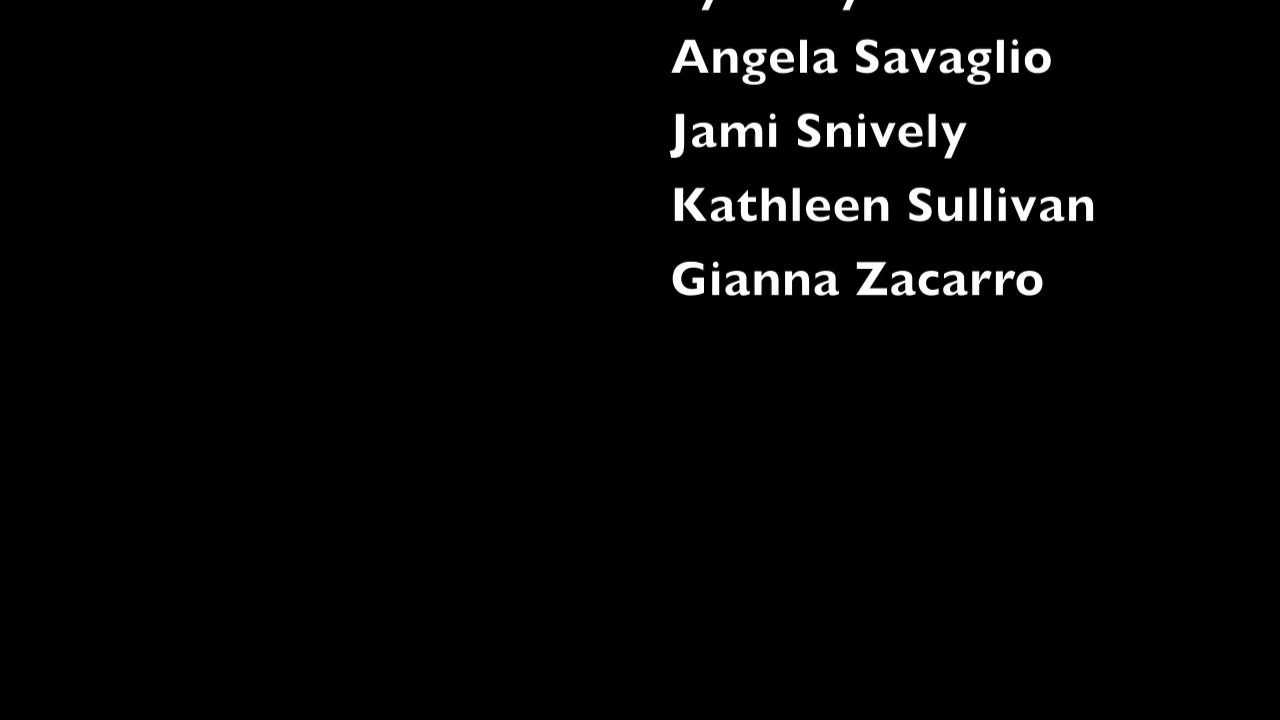 Angela Savaglio
Jami Snively
Kathleen Sullivan
Gianna Zacarro